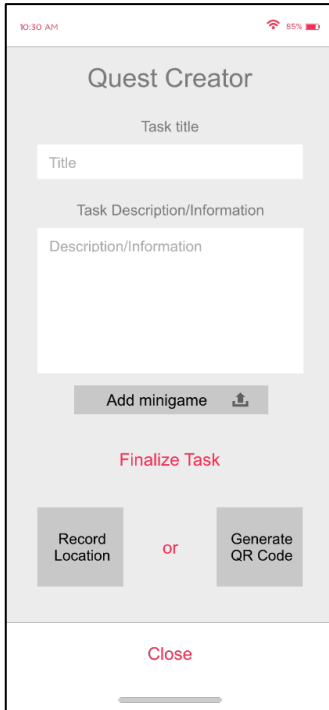 10:30 AM
85%
Quest Creator
Task title
Title
Task Description/Information
Description/Information
Add minigame
Finalize Task
Record
Location
or
Generate
QR Code
Close